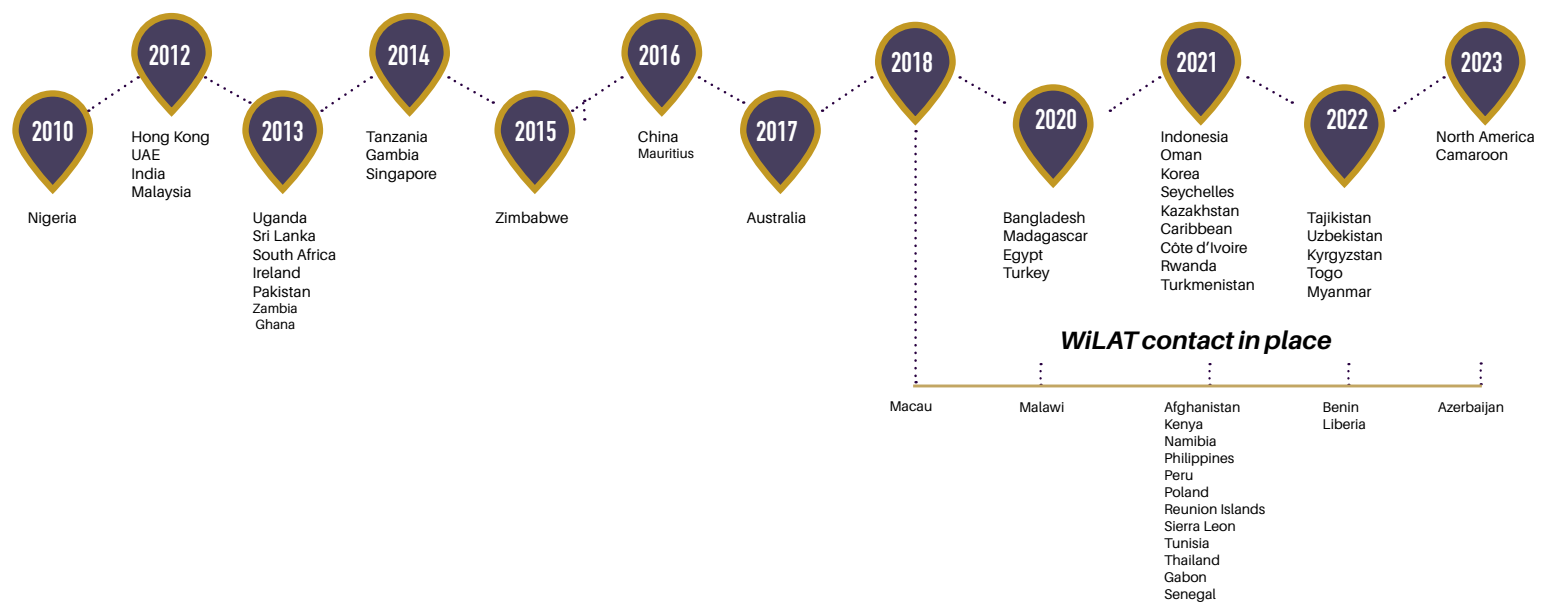 2010
Nigeria
2012
Hong Kong
UAE
India
Malaysia
2013
Uganda
Sri Lanka
South Africa
Ireland
Pakistan
Zambia
Ghana
2014
Tanzania
Gambia
Singapore
2015
Zimbabwe
2016
China
Mauritius
2017
Australia
2018
2020
Bangladesh
Madagascar
Egypt
Turkey
2021
Indonesia
Oman
Korea
Seychelles
Kazakhstan
Caribbean
Côte d’Ivoire
Rwanda
Turkmenistan
2022
Tajikistan
Uzbekistan
Kyrgyzstan
Togo
Myanmar
2023
North America
Camaroon
WiLAT contact in place
Macau
Malawi
Afghanistan
Kenya
Namibia
Philippines
Peru
Poland
Reunion Islands
Sierra Leon
Tunisia
Thailand
Gabon
Senegal
Benin
Liberia
Azerbaijan